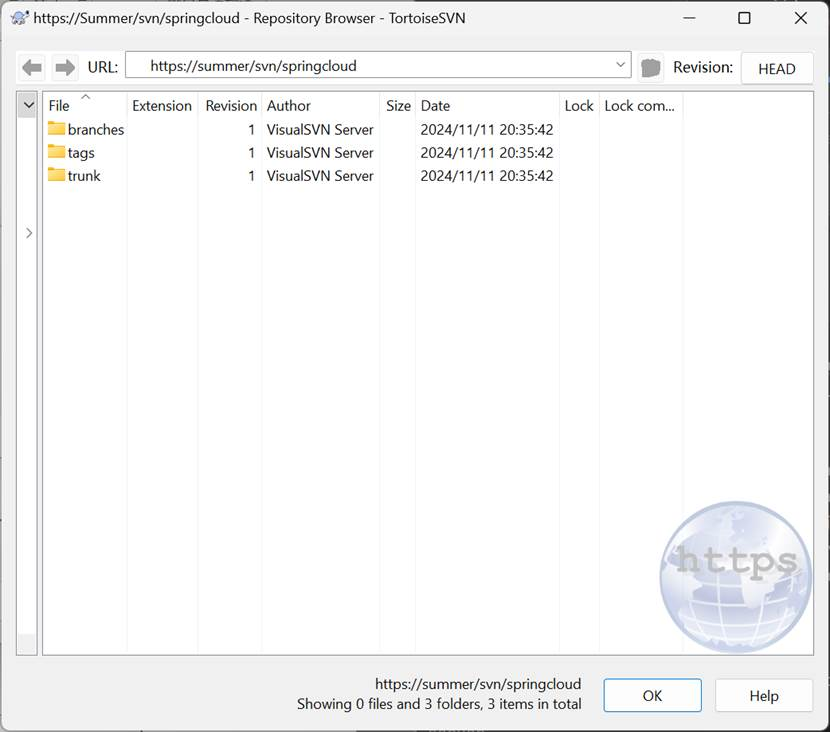 https://Summer/svn/springcloud - Repository Browser - TortoiseSVN
URL: https://summer/svn/springcloud Revision: HEAD
File Extension Revision Author Size Date Lock Lock com...
branches 1 VisualSVN Server 2024/11/11 20:35:42
tags 1 VisualSVN Server 2024/11/11 20:35:42
trunk 1 VisualSVN Server 2024/11/11 20:35:42
https
https://summer/svn/springcloud
Showing 0 files and 3 folders, 3 items in total
OK Help